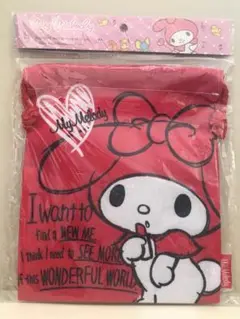 My Melody
I want to
find a NEW ME
I think I need to SEE MORE
of this WONDERFUL WORLD